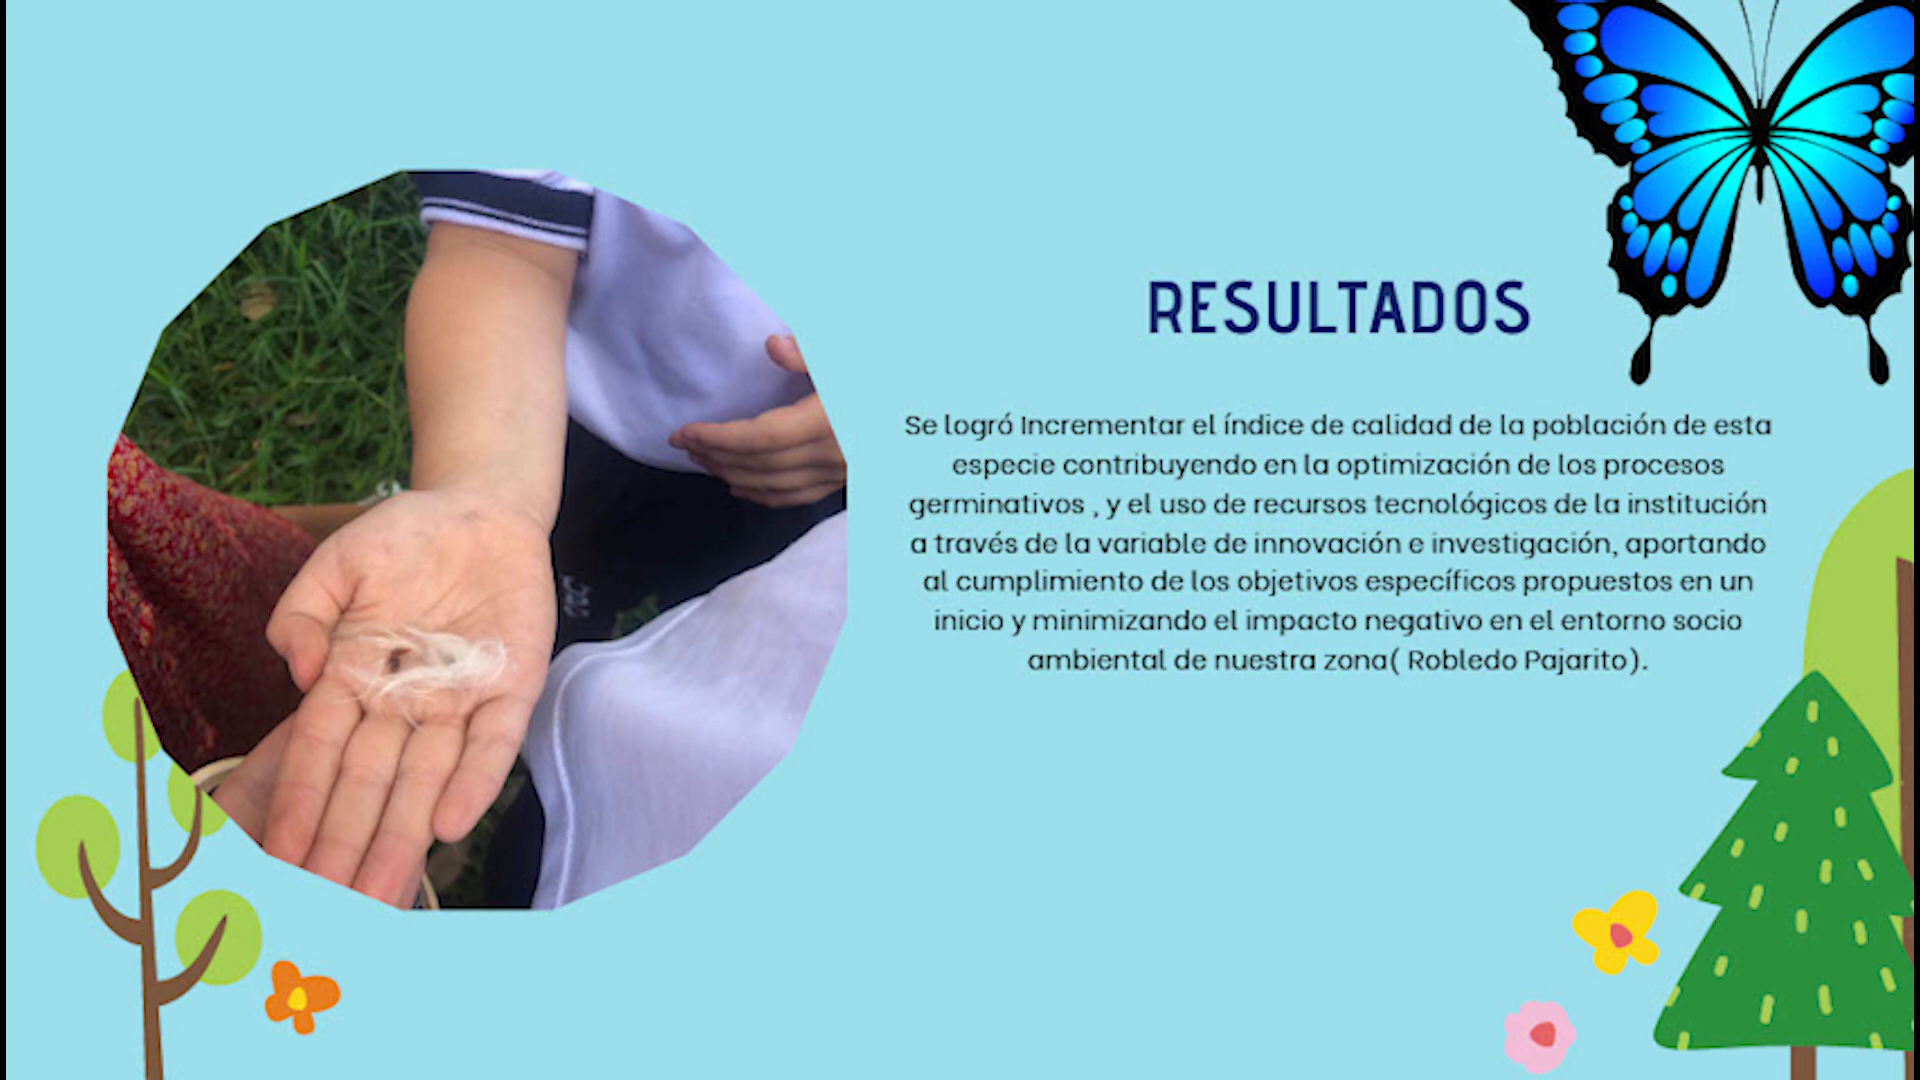 RESULTADOS
Se logró Incrementar el índice de calidad de la población de esta
especie contribuyendo en la optimización de los procesos
germinativos , y el uso de recursos tecnológicos de la institución
a través de la variable de innovación e investigación, aportando
al cumplimiento de los objetivos específicos propuestos en un
inicio y minimizando el impacto negativo en el entorno socio
ambiental de nuestra zona( Robledo Pajarito).